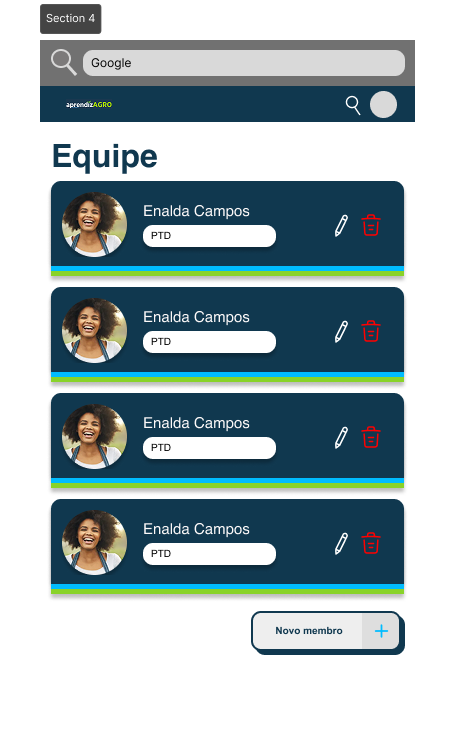 Section 4
Google
aprendizAGRO
Equipe
Enalda Campos
PTD
Enalda Campos
PTD
Enalda Campos
PTD
Enalda Campos
PTD
Novo membro